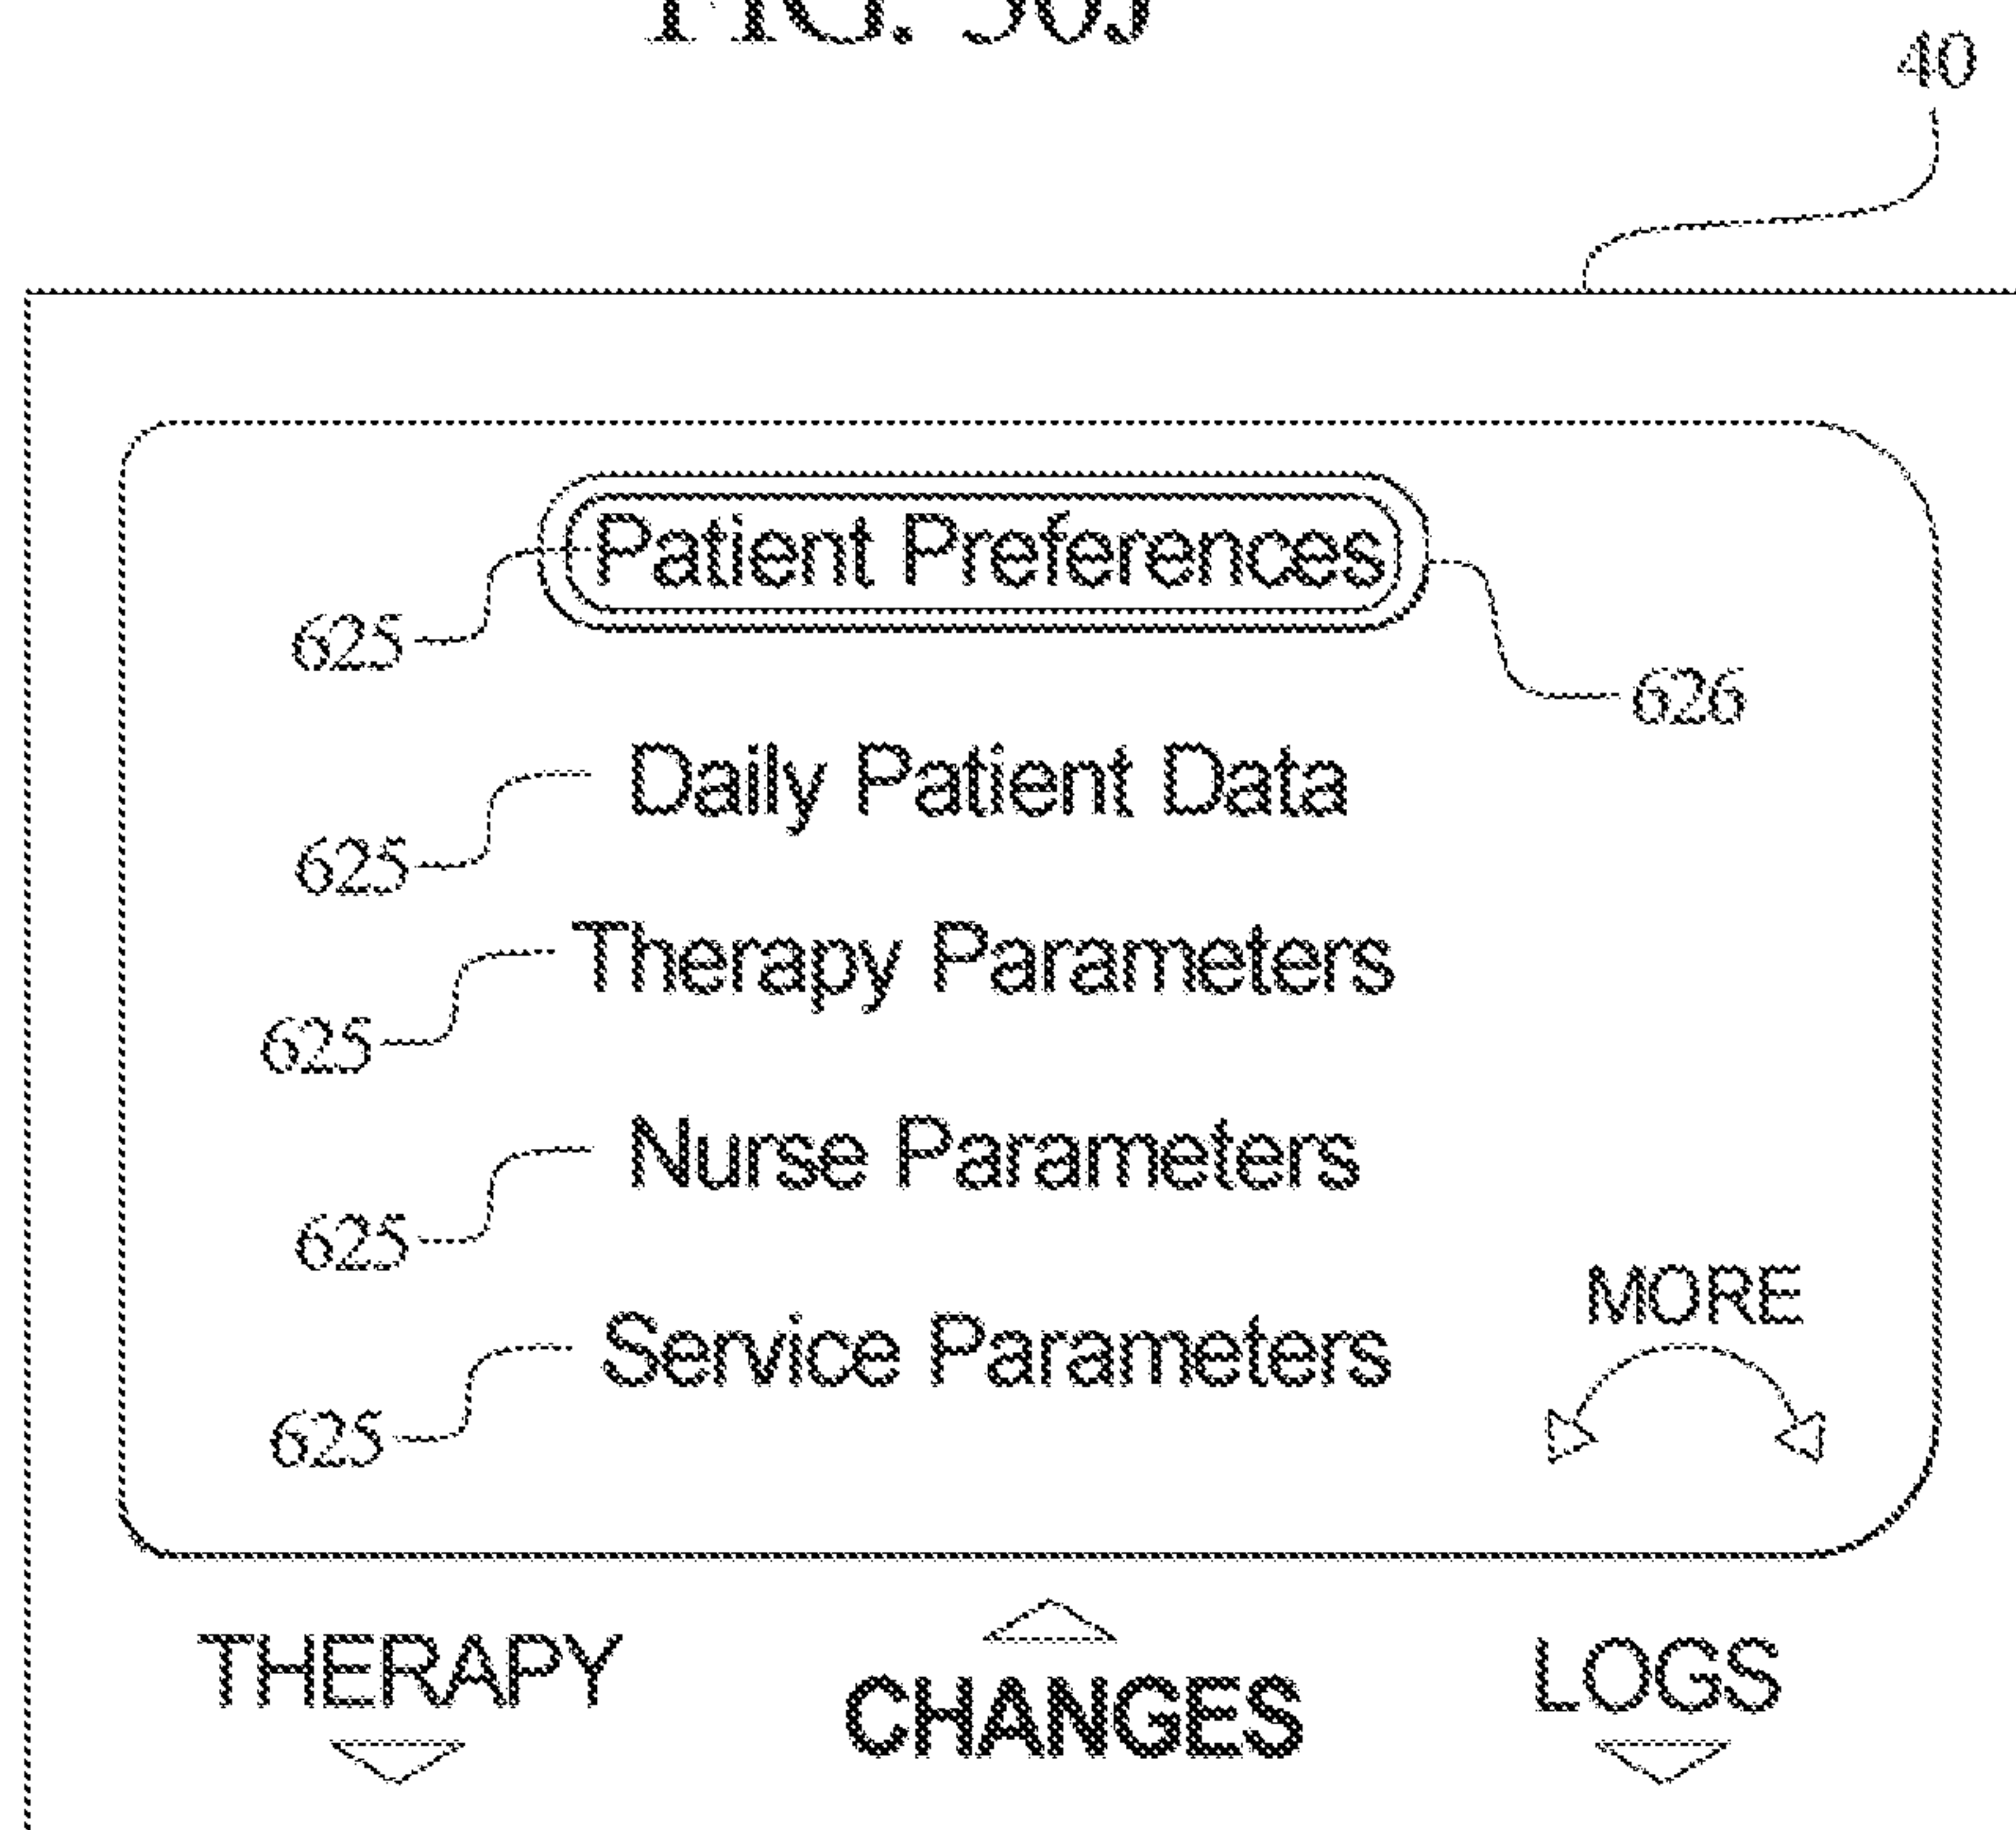 FIG. 30J
40
Patient Preferences
625
626
Daily Patient Data
625
Therapy Parameters
625
Nurse Parameters
625
MORE
Service Parameters
625
THERAPY
CHANGES
LOGS